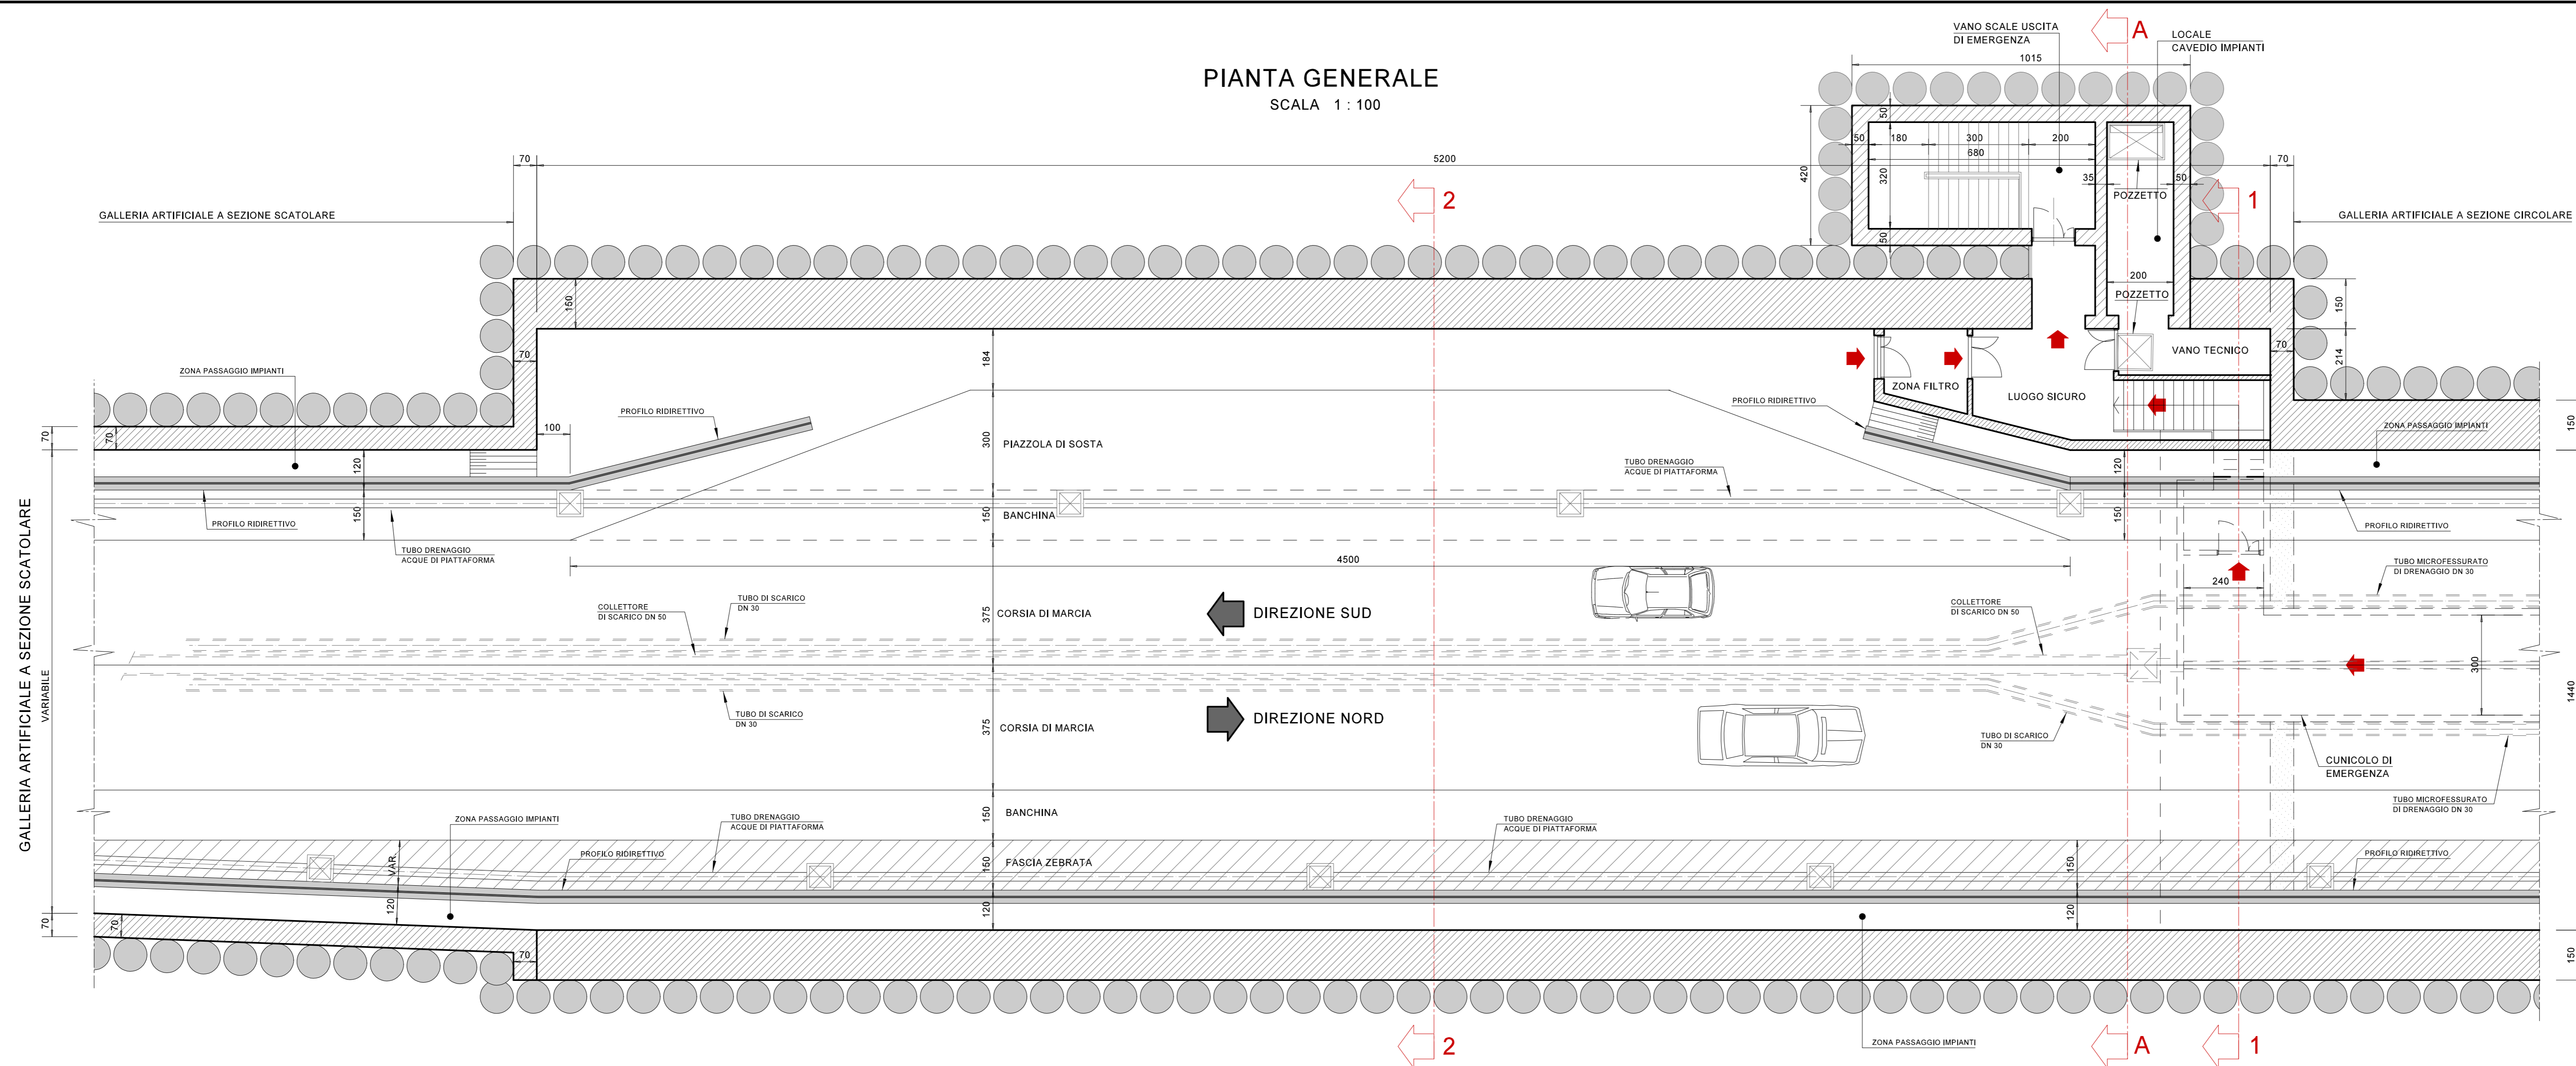 PIANTA GENERALE
SCALA 1 : 100
VANO SCALE USCITA
DI EMERGENZA
A
LOCALE
CAVEDIO IMPIANTI
1015
50
50
180
300
200
680
420
320
50
35
50
POZZETTO
200
POZZETTO
70
5200
70
2
1
GALLERIA ARTIFICIALE A SEZIONE SCATOLARE
GALLERIA ARTIFICIALE A SEZIONE CIRCOLARE
150
150
70
184
70
214
VANO TECNICO
ZONA FILTRO
LUOGO SICURO
ZONA PASSAGGIO IMPIANTI
PROFILO RIDIRETTIVO
PROFILO RIDIRETTIVO
100
300
PIAZZOLA DI SOSTA
ZONA PASSAGGIO IMPIANTI
150
70
70
120
TUBO DRENAGGIO
ACQUE DI PIATTAFORMA
120
PROFILO RIDIRETTIVO
150
150
BANCHINA
150
PROFILO RIDIRETTIVO
TUBO DRENAGGIO
ACQUE DI PIATTAFORMA
4500
TUBO MICROFESSURATO
DI DRENAGGIO DN 30
240
GALLERIA ARTIFICIALE A SEZIONE SCATOLARE
VARIABILE
COLLETTORE
DI SCARICO DN 50
TUBO DI SCARICO
DN 30
375
CORSIA DI MARCIA
DIREZIONE SUD
COLLETTORE
DI SCARICO DN 50
300
1440
TUBO DI SCARICO
DN 30
375
CORSIA DI MARCIA
DIREZIONE NORD
TUBO DI SCARICO
DN 30
CUNICOLO DI
EMERGENZA
TUBO MICROFESSURATO
DI DRENAGGIO DN 30
ZONA PASSAGGIO IMPIANTI
TUBO DRENAGGIO
ACQUE DI PIATTAFORMA
150
BANCHINA
TUBO DRENAGGIO
ACQUE DI PIATTAFORMA
VAR.
PROFILO RIDIRETTIVO
150
FASCIA ZEBRATA
150
PROFILO RIDIRETTIVO
120
120
120
70
70
70
150
ZONA PASSAGGIO IMPIANTI
2
A
1